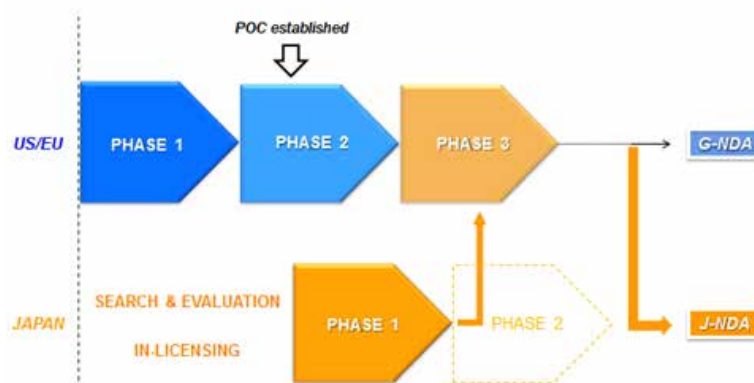 POC established
US/EU
PHASE 1
PHASE 2
PHASE 3
G-NDA
JAPAN
SEARCH & EVALUATION
IN-LICENSING
PHASE 1
PHASE 2
J-NDA